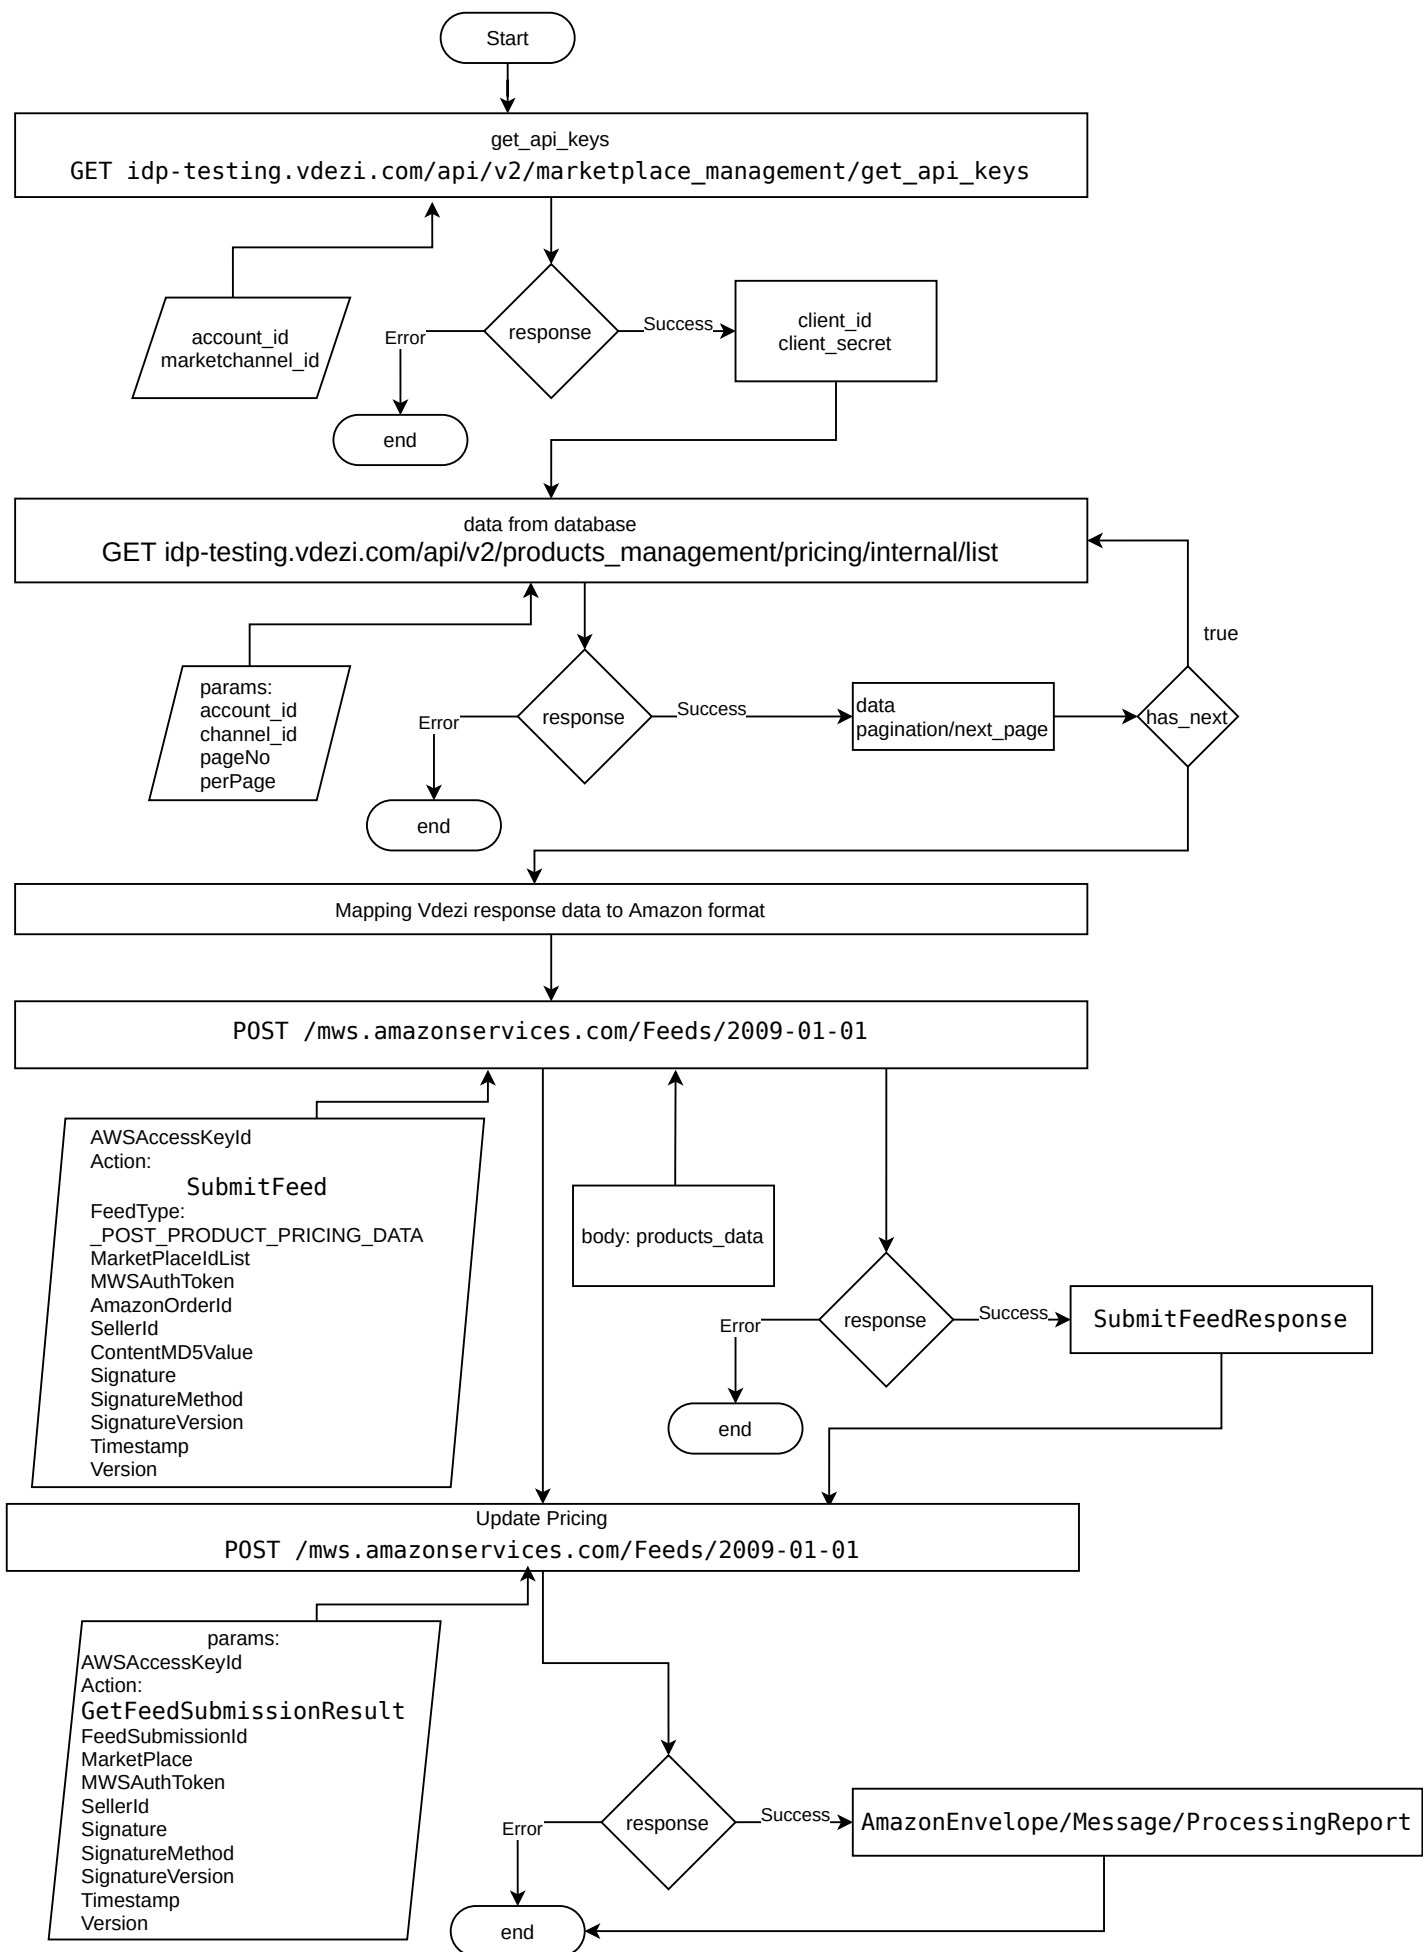 Start
get_api_keys
GET idp-testing.vdezi.com/api/v2/marketplace_management/get_api_keys
account_id
marketchannel_id
Error
response
Success
client_id
client_secret
end
data from database
GET idp-testing.vdezi.com/api/v2/products_management/pricing/internal/list
true
params:
account_id
channel_id
pageNo
perPage
Error
response
Success
data
pagination/next_page
has_next
end
Mapping Vdezi response data to Amazon format
POST /mws.amazonservices.com/Feeds/2009-01-01
AWSAccessKeyId
Action:
SubmitFeed
FeedType:
_POST_PRODUCT_PRICING_DATA
MarketPlaceIdList
MWSAuthToken
AmazonOrderId
SellerId
ContentMD5Value
Signature
SignatureMethod
SignatureVersion
Timestamp
Version
body: products_data
Error
response
Success
SubmitFeedResponse
end
Update Pricing
POST /mws.amazonservices.com/Feeds/2009-01-01
params:
AWSAccessKeyId
Action:
GetFeedSubmissionResult
FeedSubmissionId
MarketPlace
MWSAuthToken
SellerId
Signature
SignatureMethod
SignatureVersion
Timestamp
Version
Error
response
Success
AmazonEnvelope/Message/ProcessingReport
end